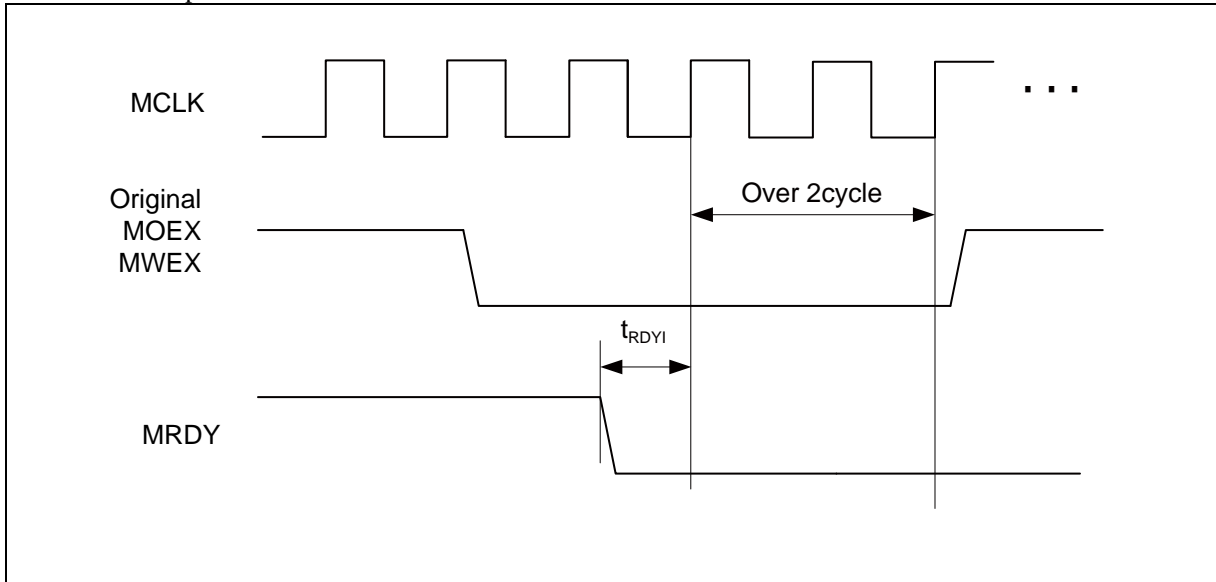 MCLK
. . .
Original
MOEX
MWEX
Over 2cycle
tRDYI
MRDY